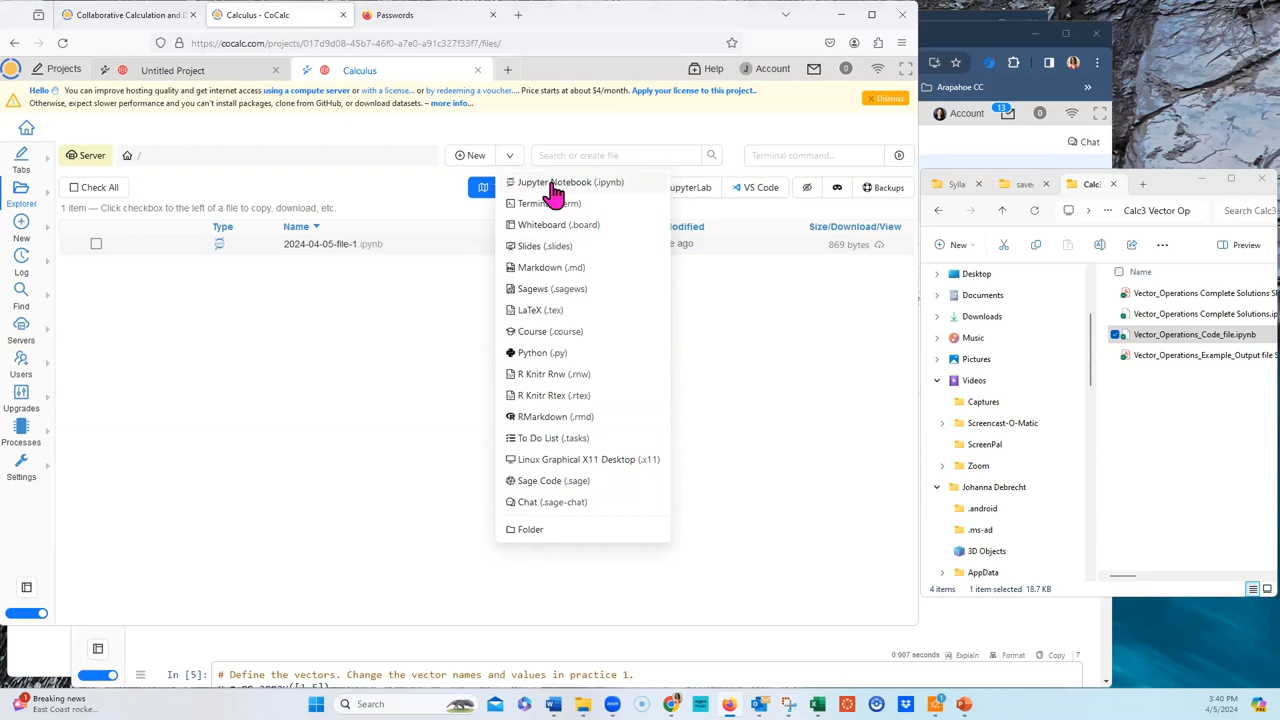 Collaborative Calculation and D
Calculus - CoCalc
Passwords
https://cocalc.com/projects/017d9d08-45b7-46f0-a7e0-a91c327f33f7/files/
Projects
Untitled Project
Calculus
Help
Account
0
Hello
You can improve hosting quality and get internet access using a compute server or with a license... or by redeeming a voucher.... Price starts at about $4/month. Apply your license to this project..
Otherwise, expect slower performance and you can't install packages, clone from GitHub, or download datasets. – more info...
Dismiss
Server
/
New
Search or create file
Terminal command...
Check All
JupyterLab
VS Code
Backups
1 item — Click checkbox to the left of a file to copy, download, etc.
Type
Name
Modified
Size/Download/View
2024-04-05-file-1.ipynb
e ago
869 bytes
Tabs
Explorer
New
Log
Find
Servers
Users
Upgrades
Processes
Settings
Jupyter Notebook (.ipynb)
Whiteboard (.board)
Slides (.slides)
Markdown (.md)
Sagews (.sagews)
LaTeX (.tex)
Course (.course)
Python (.py)
R Knitr Rnw (.rnw)
R Knitr Rtex (.rtex)
RMarkdown (.rmd)
To Do List (.tasks)
Linux Graphical X11 Desktop (.x11)
Sage Code (.sage)
Chat (.sage-chat)
Folder
Arapahoe CC
Account
13
0
Chat
Sylla
save
Calc3
Calc3 Vector Op
Search Calc3
New
Preview
Desktop
Documents
Downloads
Music
Pictures
Videos
Captures
Screencast-O-Matic
ScreenPal
Zoom
Johanna Debrecht
.android
.ms-ad
3D Objects
AppData
Name
Vector_Operations Complete Solutions S
Vector_Operations Complete Solutions.ip
Vector_Operations_Code_file.ipynb
Vector_Operations_Example_Output file S
4 items
1 item selected 18.7 KB
0.007 seconds
Explain
Format
Copy
7
In [5]:
# Define the vectors. Change the vector names and values in practice 1.
Breaking news
East Coast rocke...
Search
3:40 PM
4/5/2024